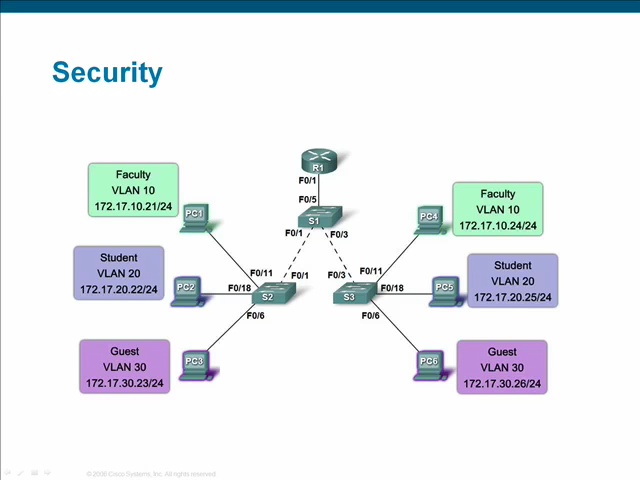 Security
R1
F0/1
F0/5
S1
F0/1
F0/3
Faculty
VLAN 10
172.17.10.21/24
PC1
Student
VLAN 20
172.17.20.22/24
PC2
Guest
VLAN 30
172.17.30.23/24
PC3
F0/11
F0/1
F0/18
S2
F0/6
F0/3
F0/11
S3
F0/18
F0/6
PC4
Faculty
VLAN 10
172.17.10.24/24
PC5
Student
VLAN 20
172.17.20.25/24
PC6
Guest
VLAN 30
172.17.30.26/24
Cisco Systems, Inc. All rights reserved.